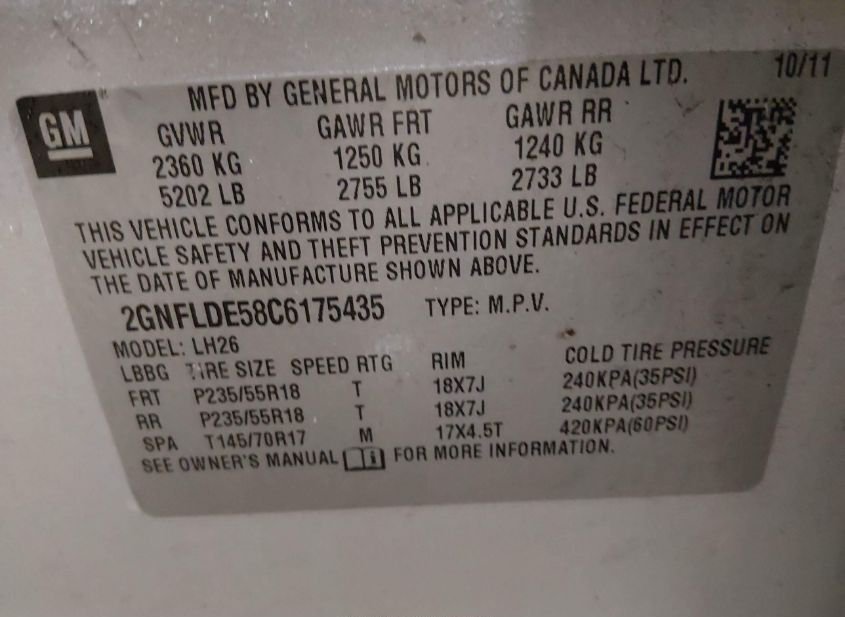 10/11
MFD BY GENERAL MOTORS OF CANADA LTD.
GM
GVWR GAWR FRT GAWR RR
2360 KG 1250 KG 1240 KG
5202 LB 2755 LB 2733 LB
THIS VEHICLE CONFORMS TO ALL APPLICABLE U.S. FEDERAL MOTOR
VEHICLE SAFETY AND THEFT PREVENTION STANDARDS IN EFFECT ON
THE DATE OF MANUFACTURE SHOWN ABOVE.
2GNFLDE58C6175435 TYPE: M.P.V.
MODEL: LH26
LBBG TIRE SIZE SPEED RTG RIM COLD TIRE PRESSURE
FRT P235/55R18 T 18X7J 240KPA(35PSI)
RR P235/55R18 T 18X7J 240KPA(35PSI)
SPA T145/70R17 M 17X4.5T 420KPA(60PSI)
SEE OWNER'S MANUAL i FOR MORE INFORMATION.